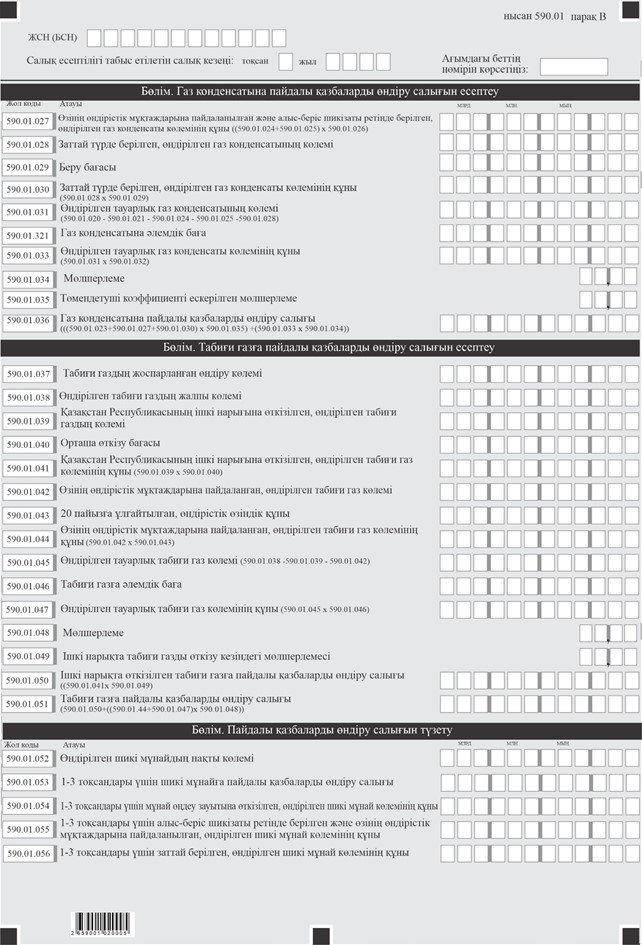 нысан 590.01 парақ В
ЖСН (БСН)
Салық есептілігі табыс етілетін салық кезеңі: тоқсан жыл Ағымдағы беттің
нөмірін көрсетіңіз:
Бөлім. Газ конденсатына пайдалы қазбаларды өндіру салығын есептеу
Жол коды Атауы млрд млн мың
590.01.027 Өзінің өндірістік мұқтаждарына пайдаланылған және алыс-беріс шикізаты ретінде берілген,
өндірілген газ конденсаты көлемінің құны ((590.01.024+590.01.025) x 590.01.026)
590.01.028 Заттай түрде берілген, өндірілген газ конденсатының көлемі
590.01.029 Беру бағасы
590.01.030 Заттай түрде берілген, өндірілген газ конденсаты көлемінің құны
(590.01.028 x 590.01.029)
590.01.031 Өндірілген тауарлық газ конденсатының көлемі
(590.01.020 - 590.01.021 - 590.01.024 - 590.01.025 -590.01.028)
590.01.321 Газ конденсатына әлемдік баға
590.01.033 Өндірілген тауарлық газ конденсаты көлемінің құны
(590.01.031 x 590.01.032)
590.01.034 Мөлшерлеме
590.01.035 Төмендетуші коэффициенті ескерілген мөлшерлеме
590.01.036 Газ конденсатына пайдалы қазбаларды өндіру салығы
(((590.01.023+590.01.027+590.01.030) x 590.01.035) +(590.01.033 x 590.01.034))
Бөлім. Табиғи газға пайдалы қазбаларды өндіру салығын есептеу
590.01.037 Табиғи газдың жоспарланған өндіру көлемі
590.01.038 Өндірілген табиғи газдың жалпы көлемі
590.01.039 Қазақстан Республикасының ішкі нарығына өткізілген, өндірілген табиғи
газдың көлемі
590.01.040 Орташа өткізу бағасы
590.01.041 Қазақстан Республикасының ішкі нарығына өткізілген, өндірілген табиғи газ
көлемінің құны (590.01.039 x 590.01.040)
590.01.042 Өзінің өндірістік мұқтаждарына пайдаланған, өндірілген табиғи газ көлемі
590.01.043 20 пайызға ұлғайтылған, өндірістік өзіндік құны
590.01.044 Өзінің өндірістік мұқтаждарына пайдаланған, өндірілген табиғи газ көлемінің
құны (590.01.042 x 590.01.043)
590.01.045 Өндірілген тауарлық табиғи газ көлемі (590.01.038 -590.01.039 - 590.01.042)
590.01.046 Табиғи газға әлемдік баға
590.01.047 Өндірілген тауарлық табиғи газ көлемінің құны (590.01.045 x 590.01.046)
590.01.048 Мөлшерлеме
590.01.049 Ішкі нарықта табиғи газды өткізу кезіндегі мөлшерлемесі
590.01.050 Ішкі нарықта өткізілген табиғи газға пайдалы қазбаларды өндіру салығы
((590.01.041x 590.01.049)
590.01.051 Табиғи газға пайдалы қазбаларды өндіру салығы
(590.01.050+((590.01.44+590.01.047)x 590.01.048))
Бөлім. Пайдалы қазбаларды өндіру салығын түзету
Жол коды Атауы млрд млн мың
590.01.052 Өндірілген шикі мұнайдың нақты көлемі
590.01.053 1-3 тоқсандары үшін шикі мұнайға пайдалы қазбаларды өндіру салығы
590.01.054 1-3 тоқсандары үшін мұнай өңдеу зауытына өткізілген, өндірілген шикі мұнай көлемінің құны
590.01.055 1-3 тоқсандары үшін алыс-беріс шикізаты ретінде берілген және өзінің өндірістік
мұқтаждарына пайдаланылған, өндірілген шикі мұнай көлемінің құны
590.01.056 1-3 тоқсандары үшін заттай берілген, өндірілген шикі мұнай көлемінің құны